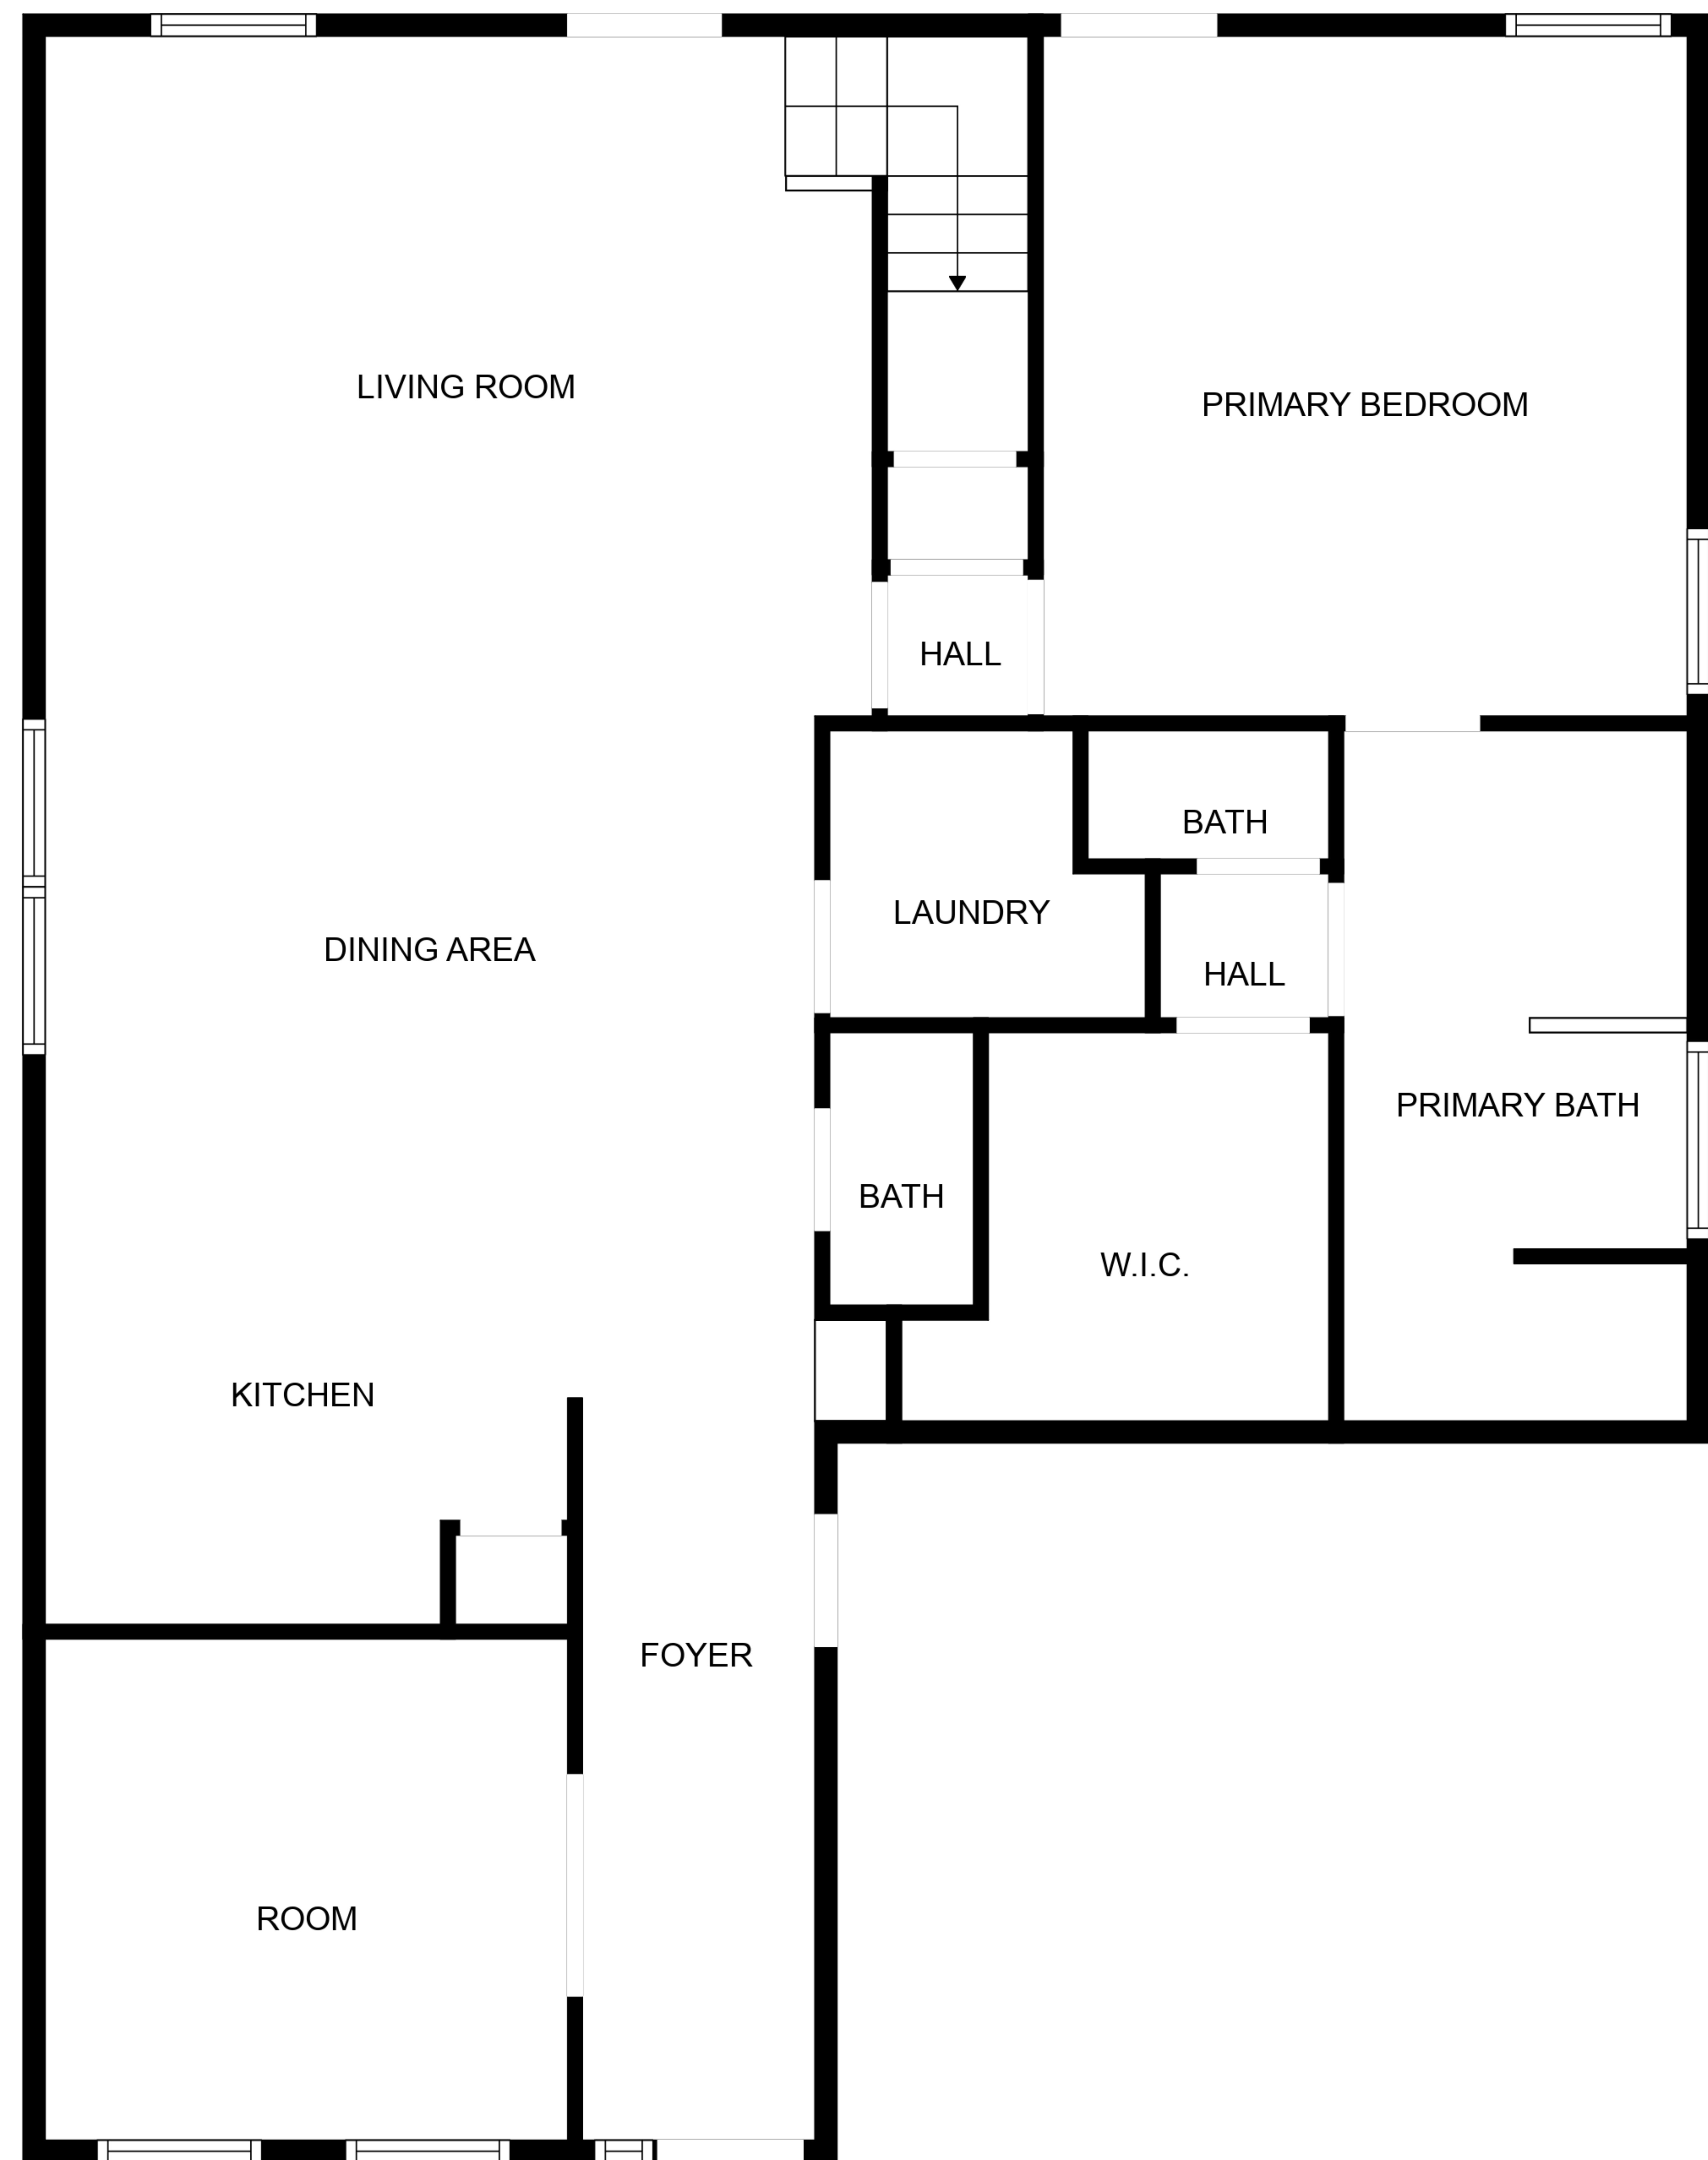 LIVING ROOM
PRIMARY BEDROOM
HALL
BATH
LAUNDRY
DINING AREA
HALL
PRIMARY BATH
BATH
W.I.C.
KITCHEN
FOYER
ROOM